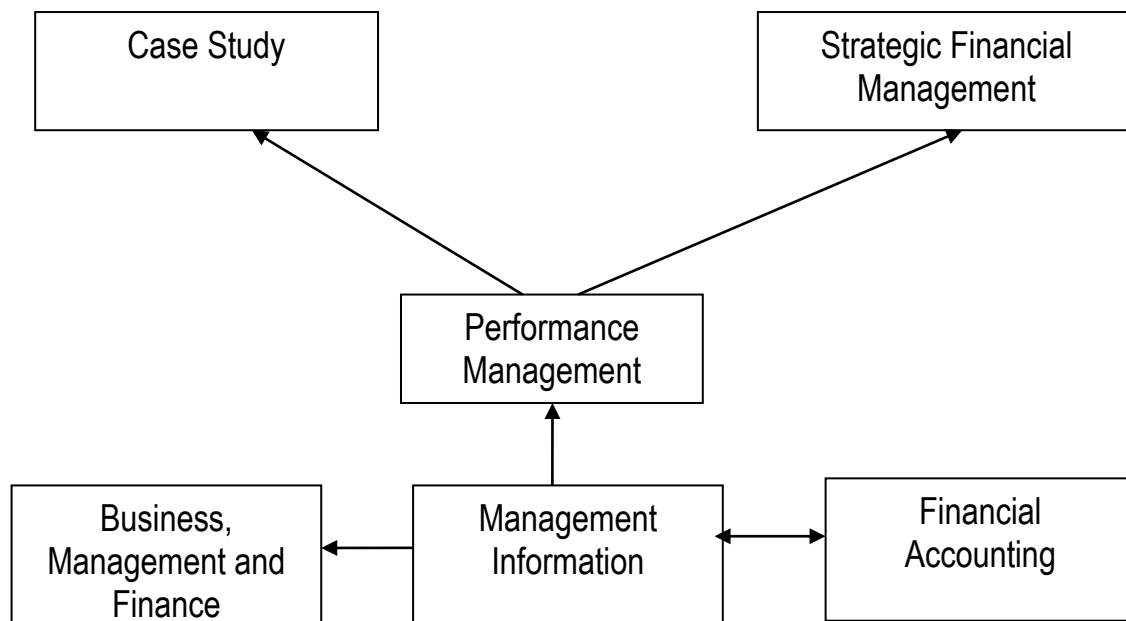 Case Study
Strategic Financial
Management
Performance
Management
Business,
Management and
Finance
Management
Information
Financial
Accounting